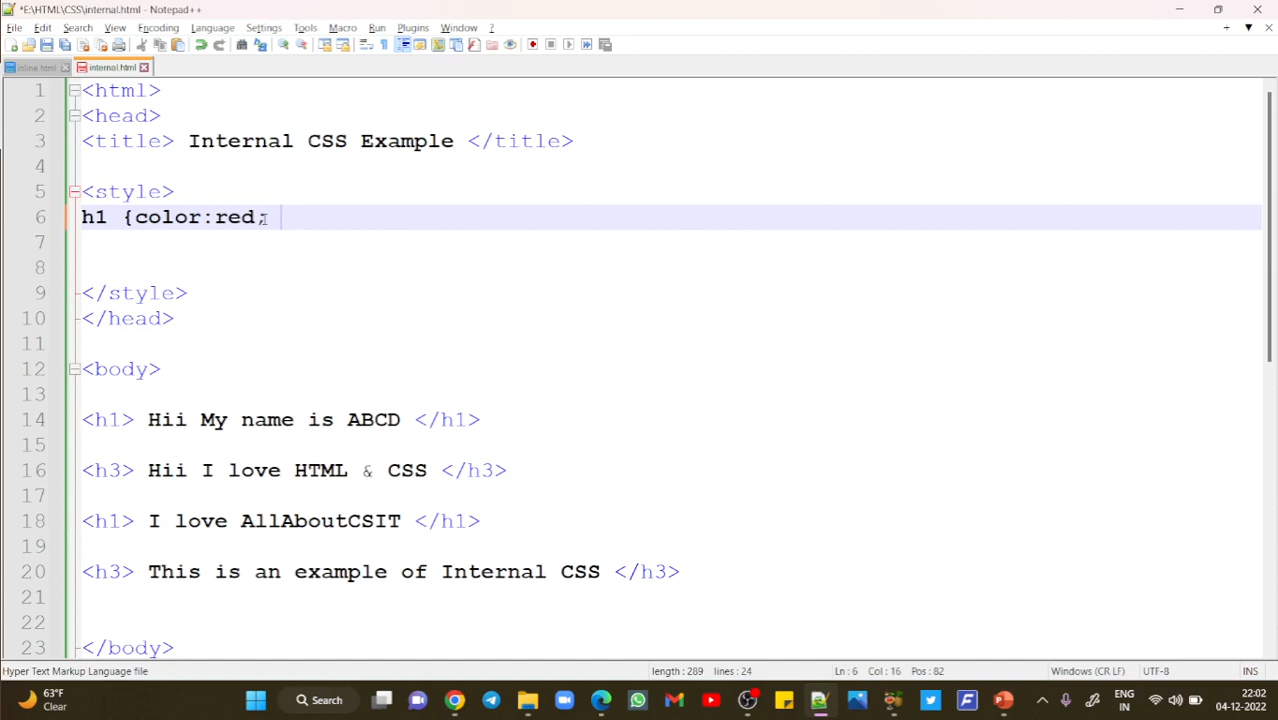 *E:\HTML\CSS\internal.html - Notepad++
File Edit Search View Encoding Language Settings Tools Macro Run Plugins Window ?
inline.html internal.html
1 <html>
2 <head>
3 <title> Internal CSS Example </title>
4
5 <style>
6 h1 {color:red;
7
8
9 </style>
10 </head>
11
12 <body>
13
14 <h1> Hii My name is ABCD </h1>
15
16 <h3> Hii I love HTML & CSS </h3>
17
18 <h1> I love AllAboutCSIT </h1>
19
20 <h3> This is an example of Internal CSS </h3>
21
22
23 </body>
Hyper Text Markup Language file length : 289 lines : 24 Ln : 6 Col : 16 Pos : 82 Windows (CR LF) UTF-8 INS
63°F
Clear
Search
ENG
IN
22:02
04-12-2022